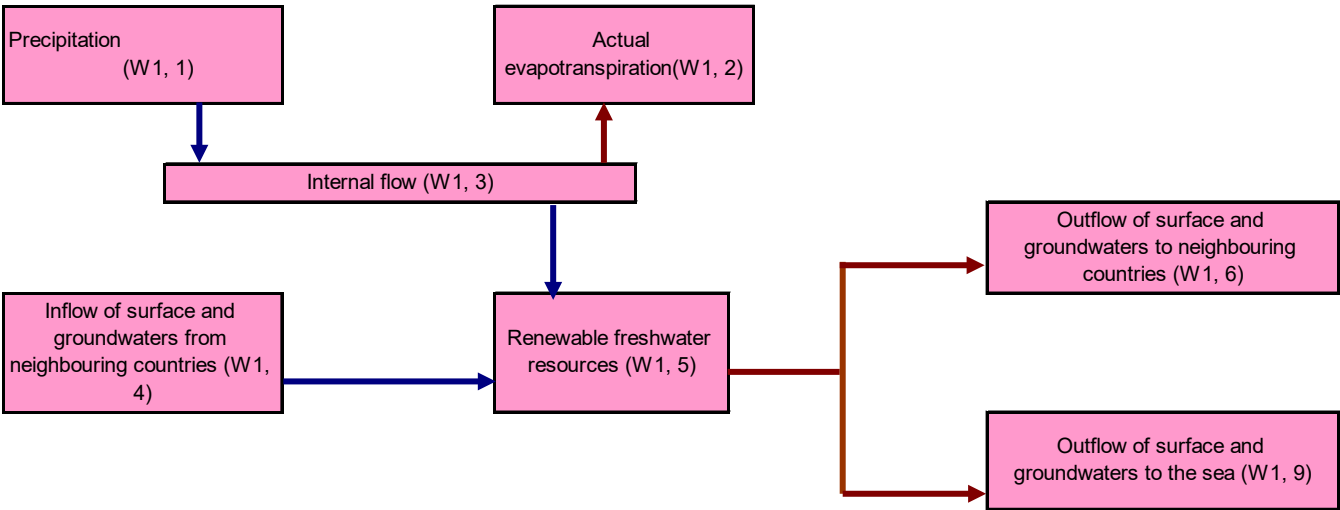 Precipitation
(W1, 1)
Actual
evapotranspiration(W1, 2)
Internal flow (W1, 3)
Outflow of surface and
groundwaters to neighbouring
countries (W1, 6)
Inflow of surface and
groundwaters from
neighbouring countries (W1,
4)
Renewable freshwater
resources (W1, 5)
Outflow of surface and
groundwaters to the sea (W1, 9)